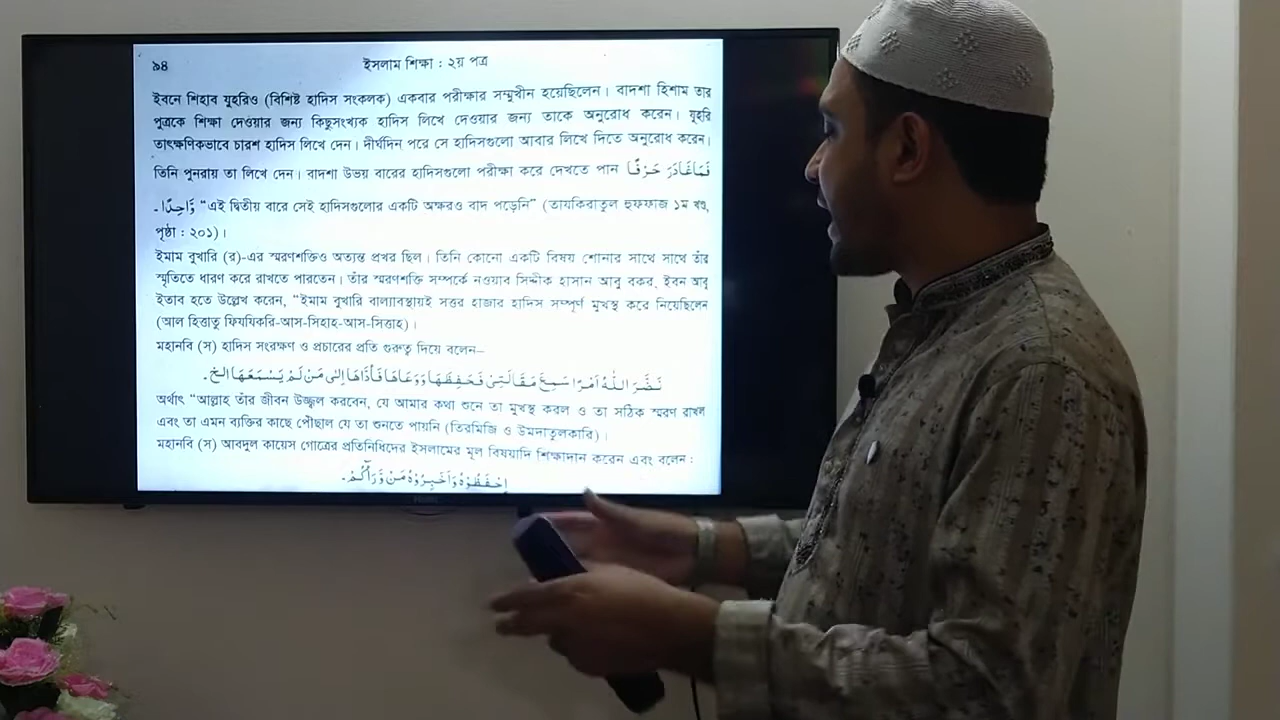 ৯৪ ইসলাম শিক্ষা : ২য় পত্র
ইবনে শিহাব যুহরিও (বিশিষ্ট হাদিস সংকলক) একবার পরীক্ষার সম্মুখীন হয়েছিলেন। বাদশা হিশাম তার
পুত্রকে শিক্ষা দেওয়ার জন্য কিছুসংখ্যক হাদিস লিখে দেওয়ার জন্য তাকে অনুরোধ করেন। যুহরি
তাৎক্ষণিকভাবে চারশ হাদিস লিখে দেন। দীর্ঘদিন পরে সে হাদিসগুলো আবার লিখে দিতে অনুরোধ করেন।
তিনি পুনরায় তা লিখে দেন। বাদশা উভয় বারের হাদিসগুলো পরীক্ষা করে দেখতে পান فَمَاغَادَرَ حَرْفًا
وَّاحِدًا۔ “এই দ্বিতীয় বারে সেই হাদিসগুলোর একটি অক্ষরও বাদ পড়েনি” (তাযকিরাতুল হুফফাজ ১ম খণ্ড,
পৃষ্ঠা : ২০১)।
ইমাম বুখারি (র)-এর স্মরণশক্তিও অত্যন্ত প্রখর ছিল। তিনি কোনো একটি বিষয় শোনার সাথে সাথে তাঁর
স্মৃতিতে ধারণ করে রাখতে পারতেন। তাঁর স্মরণশক্তি সম্পর্কে নওয়াব সিদ্দীক হাসান আবু বকর, ইবন আবু
ইতাব হতে উল্লেখ করেন, “ইমাম বুখারি বাল্যাবস্থায়ই সত্তর হাজার হাদিস সম্পূর্ণ মুখস্থ করে নিয়েছিলেন
(আল হিত্তাতু ফিযযিকরি-আস-সিহাহ-আস-সিত্তাহ)।
মহানবি (স) হাদিস সংরক্ষণ ও প্রচারের প্রতি গুরুত্ব দিয়ে বলেন–
نَضَّرَ اللّٰهُ اَمْرًا سَمِعَ مَقَالَتِىْ فَحَفِظَهَا وَوَعَاهَا فَاَدَّاهَا اِلٰى مَنْ لَمْ يَسْمَعْهَا الخ۔
অর্থাৎ “আল্লাহ তাঁর জীবন উজ্জ্বল করবেন, যে আমার কথা শুনে তা মুখস্থ করল ও তা সঠিক স্মরণ রাখল
এবং তা এমন ব্যক্তির কাছে পৌঁছাল যে তা শুনতে পায়নি (তিরমিজি ও উমদাতুলকারি)।
মহানবি (স) আবদুল কায়েস গোত্রের প্রতিনিধিদের ইসলামের মূল বিষয়াদি শিক্ষাদান করেন এবং বলেন :
اِحْفَظُوْهُ وَاَخْبِرُوْهُ مَنْ وَّرَآكُمْ۔